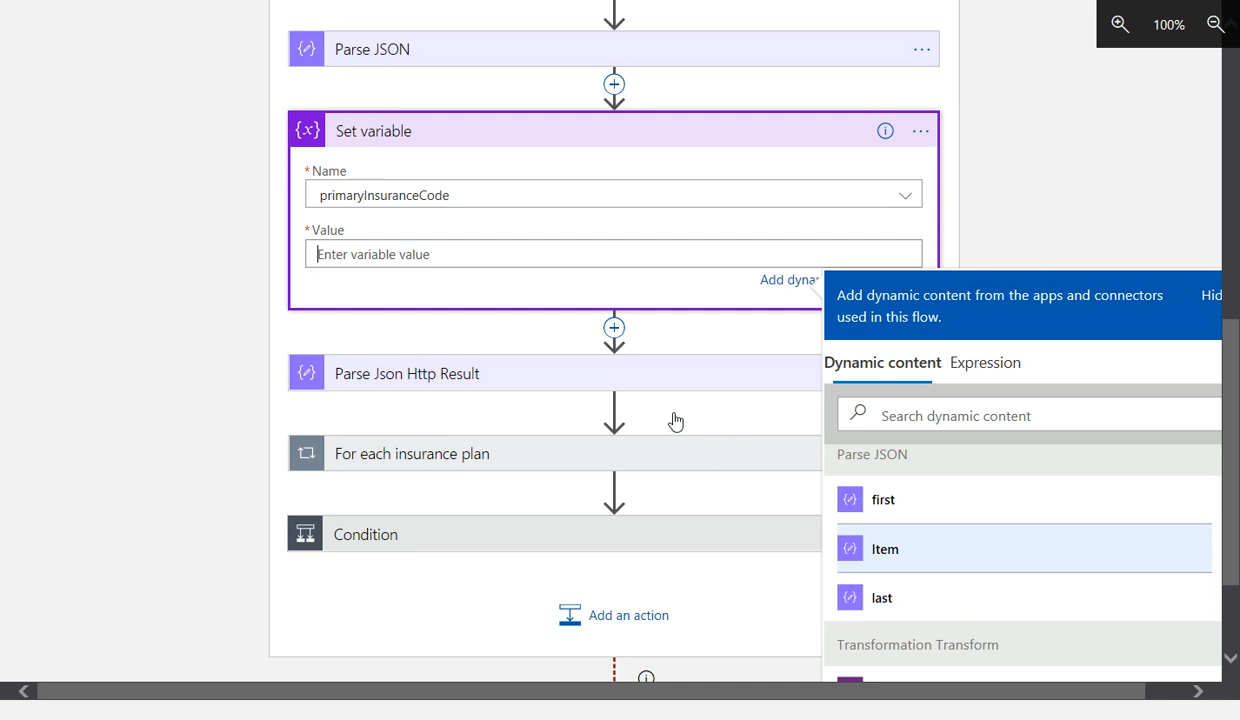 100%
Parse JSON
Set variable
* Name
primaryInsuranceCode
* Value
Enter variable value
Add dyna
Add dynamic content from the apps and connectors
used in this flow.
Hid
Dynamic content Expression
Search dynamic content
Parse JSON
first
Item
last
Transformation Transform
Parse Json Http Result
For each insurance plan
Condition
Add an action